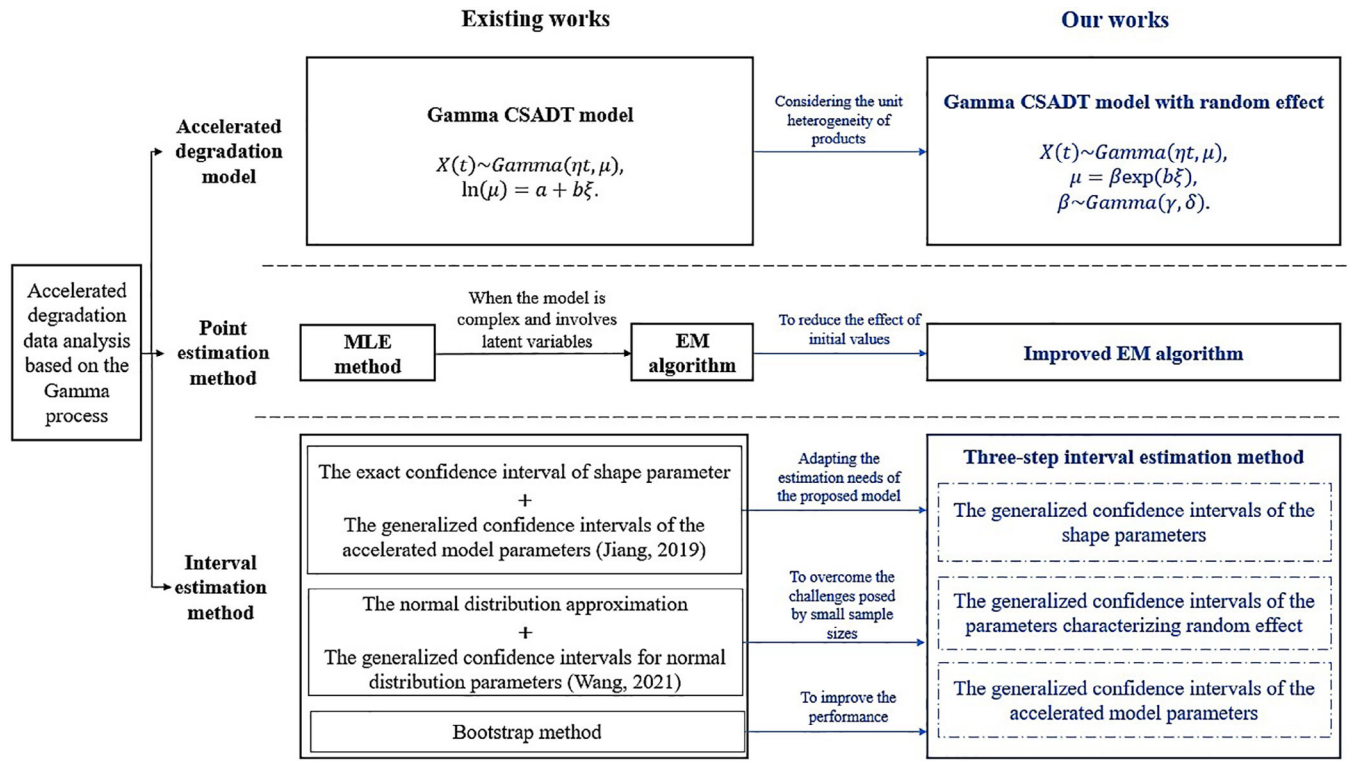 Existing works
Our works
Accelerated
degradation
data analysis
based on the
Gamma
process
Accelerated
degradation
model
Gamma CSADT model
X(t)~Gamma(ηt, μ),
ln(μ) = a + bξ.
Considering the unit
heterogeneity of
products
Gamma CSADT model with random effect
X(t)~Gamma(ηt, μ),
μ = βexp(bξ),
β~Gamma(γ, δ).
Point
estimation
method
MLE
method
When the model is
complex and involves
latent variables
EM
algorithm
To reduce the effect of
initial values
Improved EM algorithm
Interval
estimation
method
The exact confidence interval of shape parameter
+
The generalized confidence intervals of the
accelerated model parameters (Jiang, 2019)
The normal distribution approximation
+
The generalized confidence intervals for normal
distribution parameters (Wang, 2021)
Bootstrap method
Adapting the
estimation needs of
the proposed model
To overcome the
challenges posed
by small sample
sizes
To improve the
performance
Three-step interval estimation method
The generalized confidence intervals of the
shape parameters
The generalized confidence intervals of the
parameters characterizing random effect
The generalized confidence intervals of the
accelerated model parameters